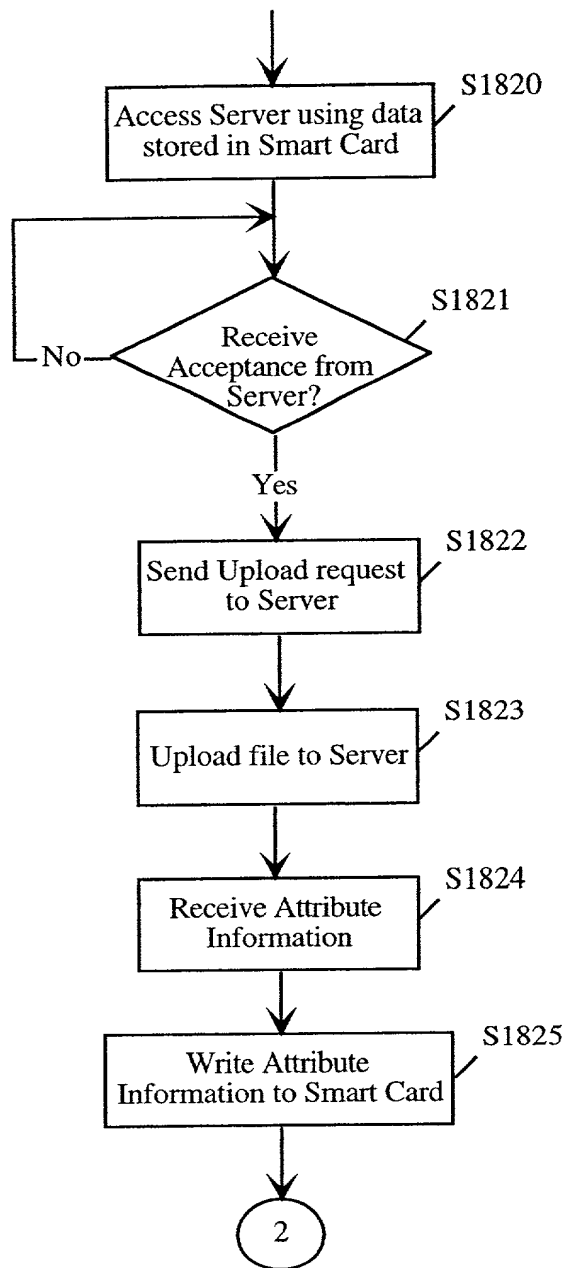 S1820
Access Server using data
stored in Smart Card
S1821
Receive
Acceptance from
Server?
No
Yes
S1822
Send Upload request
to Server
S1823
Upload file to Server
S1824
Receive Attribute
Information
S1825
Write Attribute
Information to Smart Card
2